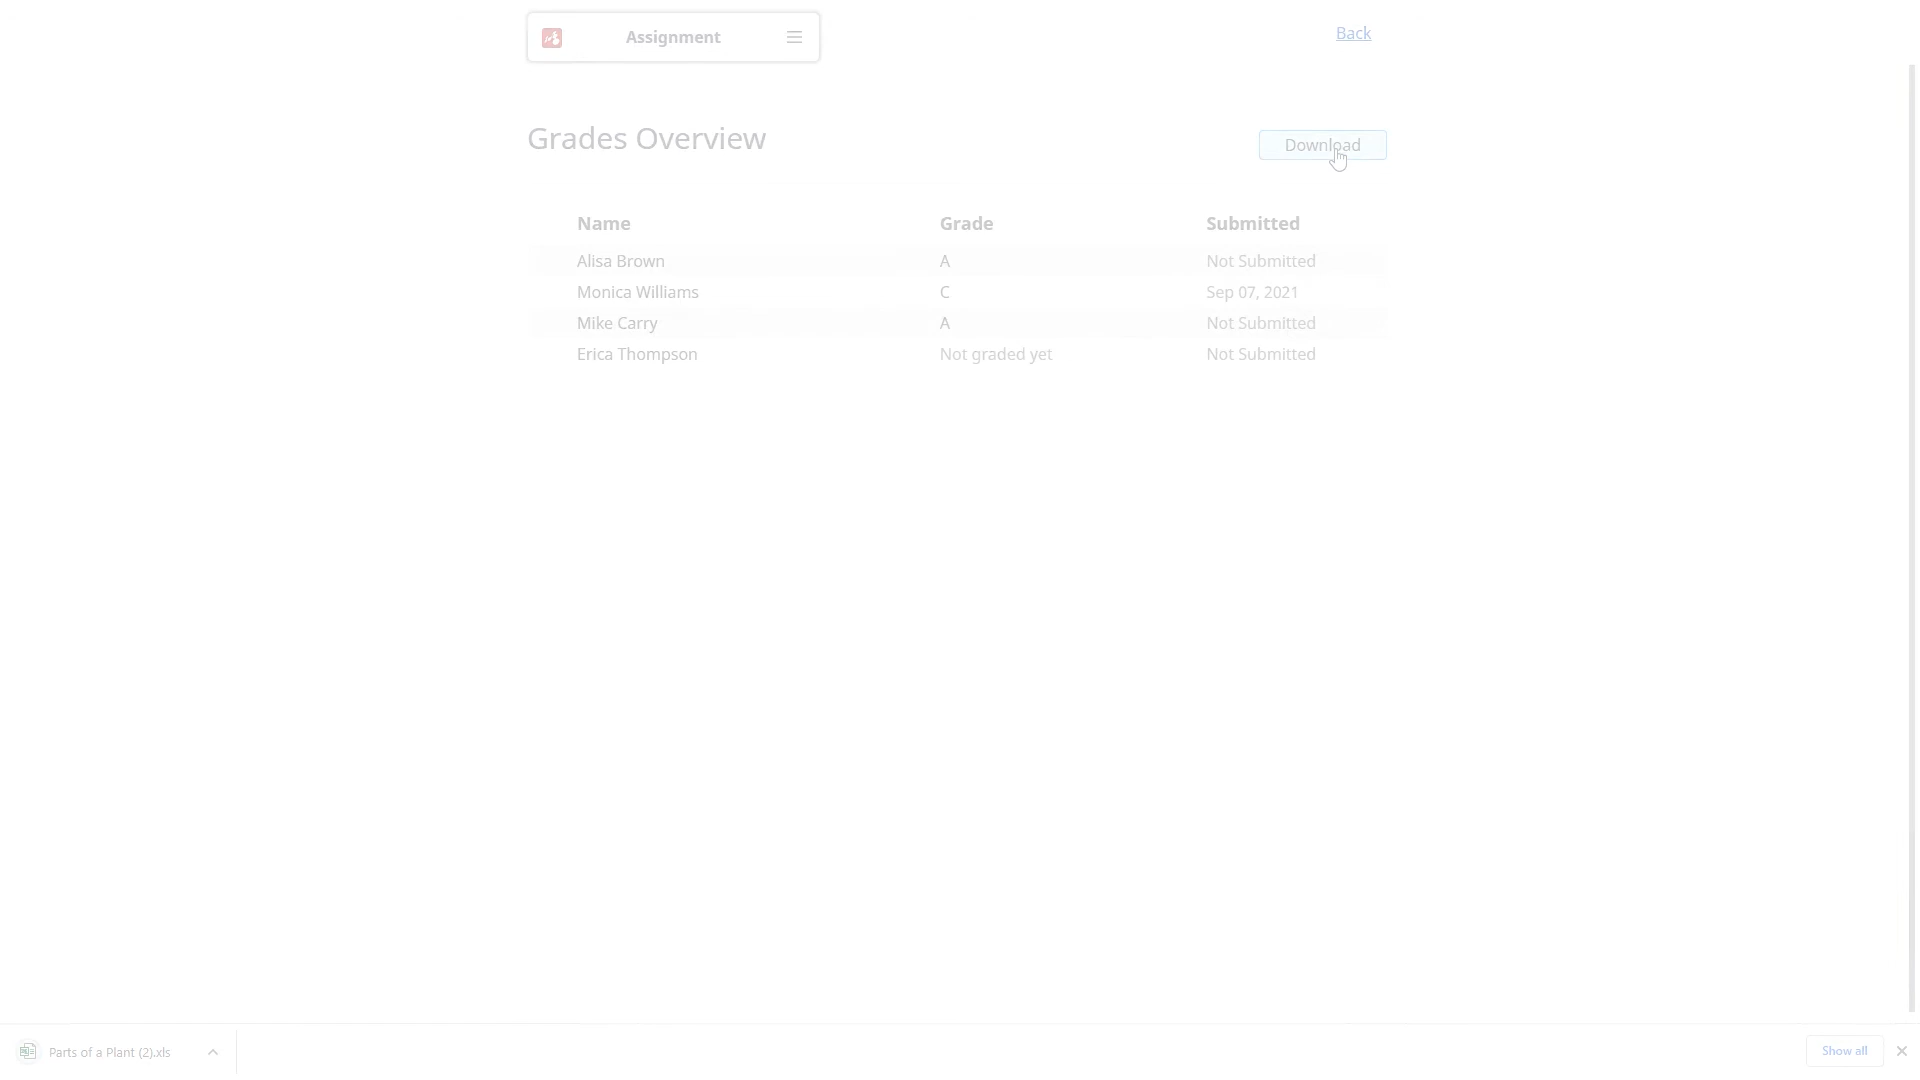 Assignment
Back
Grades Overview
Download
Name Grade Submitted
Alisa Brown A Not Submitted
Monica Williams C Sep 07, 2021
Mike Carry A Not Submitted
Erica Thompson Not graded yet Not Submitted
Parts of a Plant (2).xls
Show all